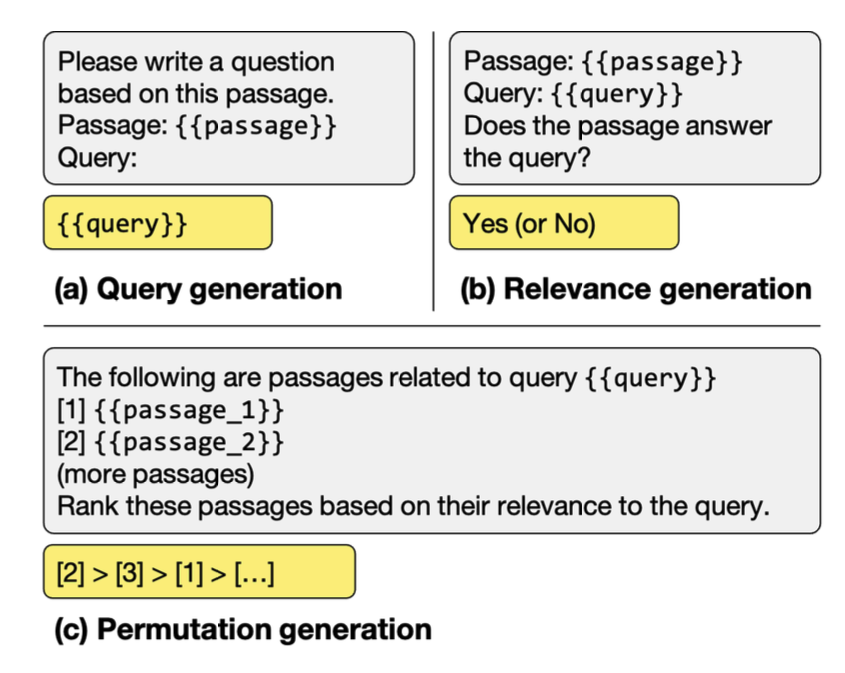 Please write a question
based on this passage.
Passage: {{passage}}
Query:
{{query}}
(a) Query generation
Passage: {{passage}}
Query: {{query}}
Does the passage answer
the query?
Yes (or No)
(b) Relevance generation
The following are passages related to query {{query}}
[1] {{passage_1}}
[2] {{passage_2}}
(more passages)
Rank these passages based on their relevance to the query.
[2] > [3] > [1] > [...]
(c) Permutation generation